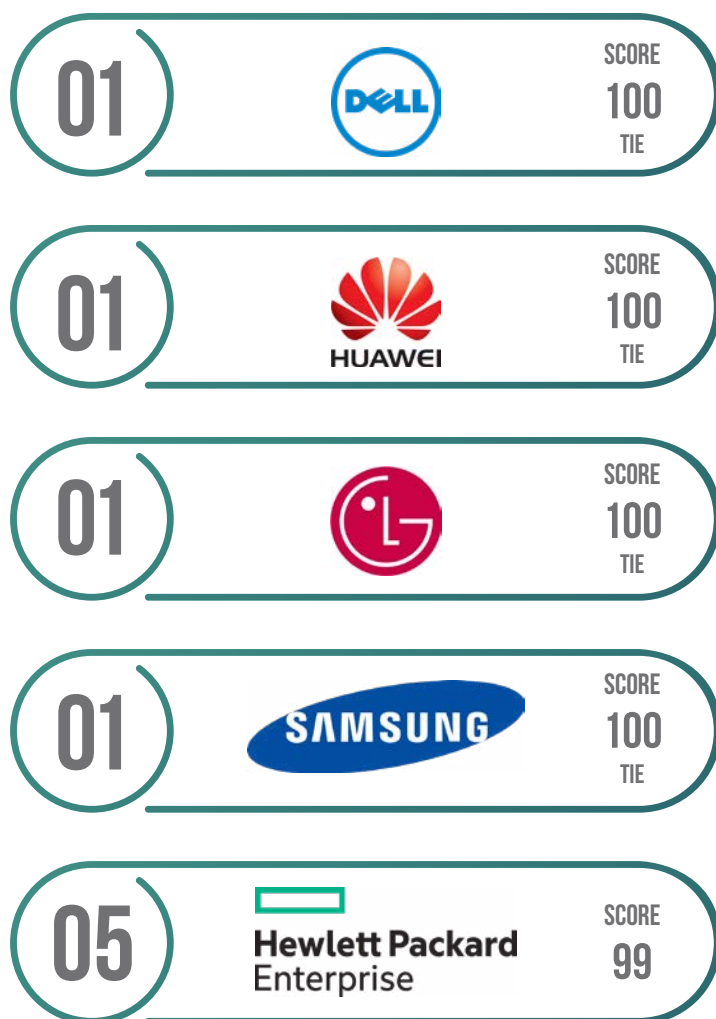 01
DELL
SCORE
100
TIE
01
HUAWEI
SCORE
100
TIE
01
LG
SCORE
100
TIE
01
SAMSUNG
SCORE
100
TIE
05
Hewlett Packard
Enterprise
SCORE
99